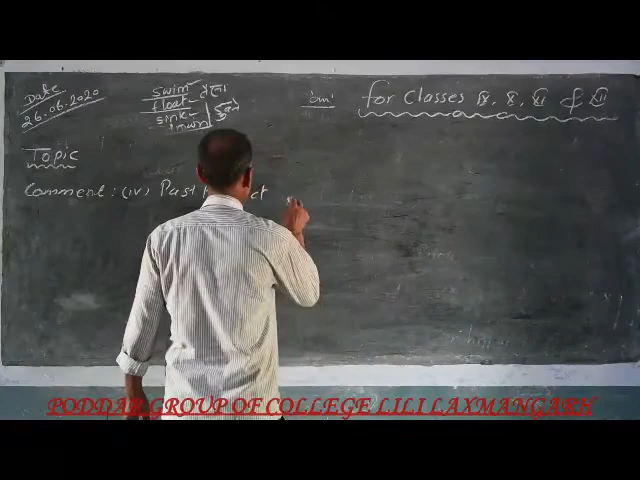 Date
26.06.2020
swim
float
sink
'om'
For Classes IX, X, XI & XII
Topic
Comment : (iv) Past
PODDAR GROUP OF COLLEGE LILI LAXMANGARH